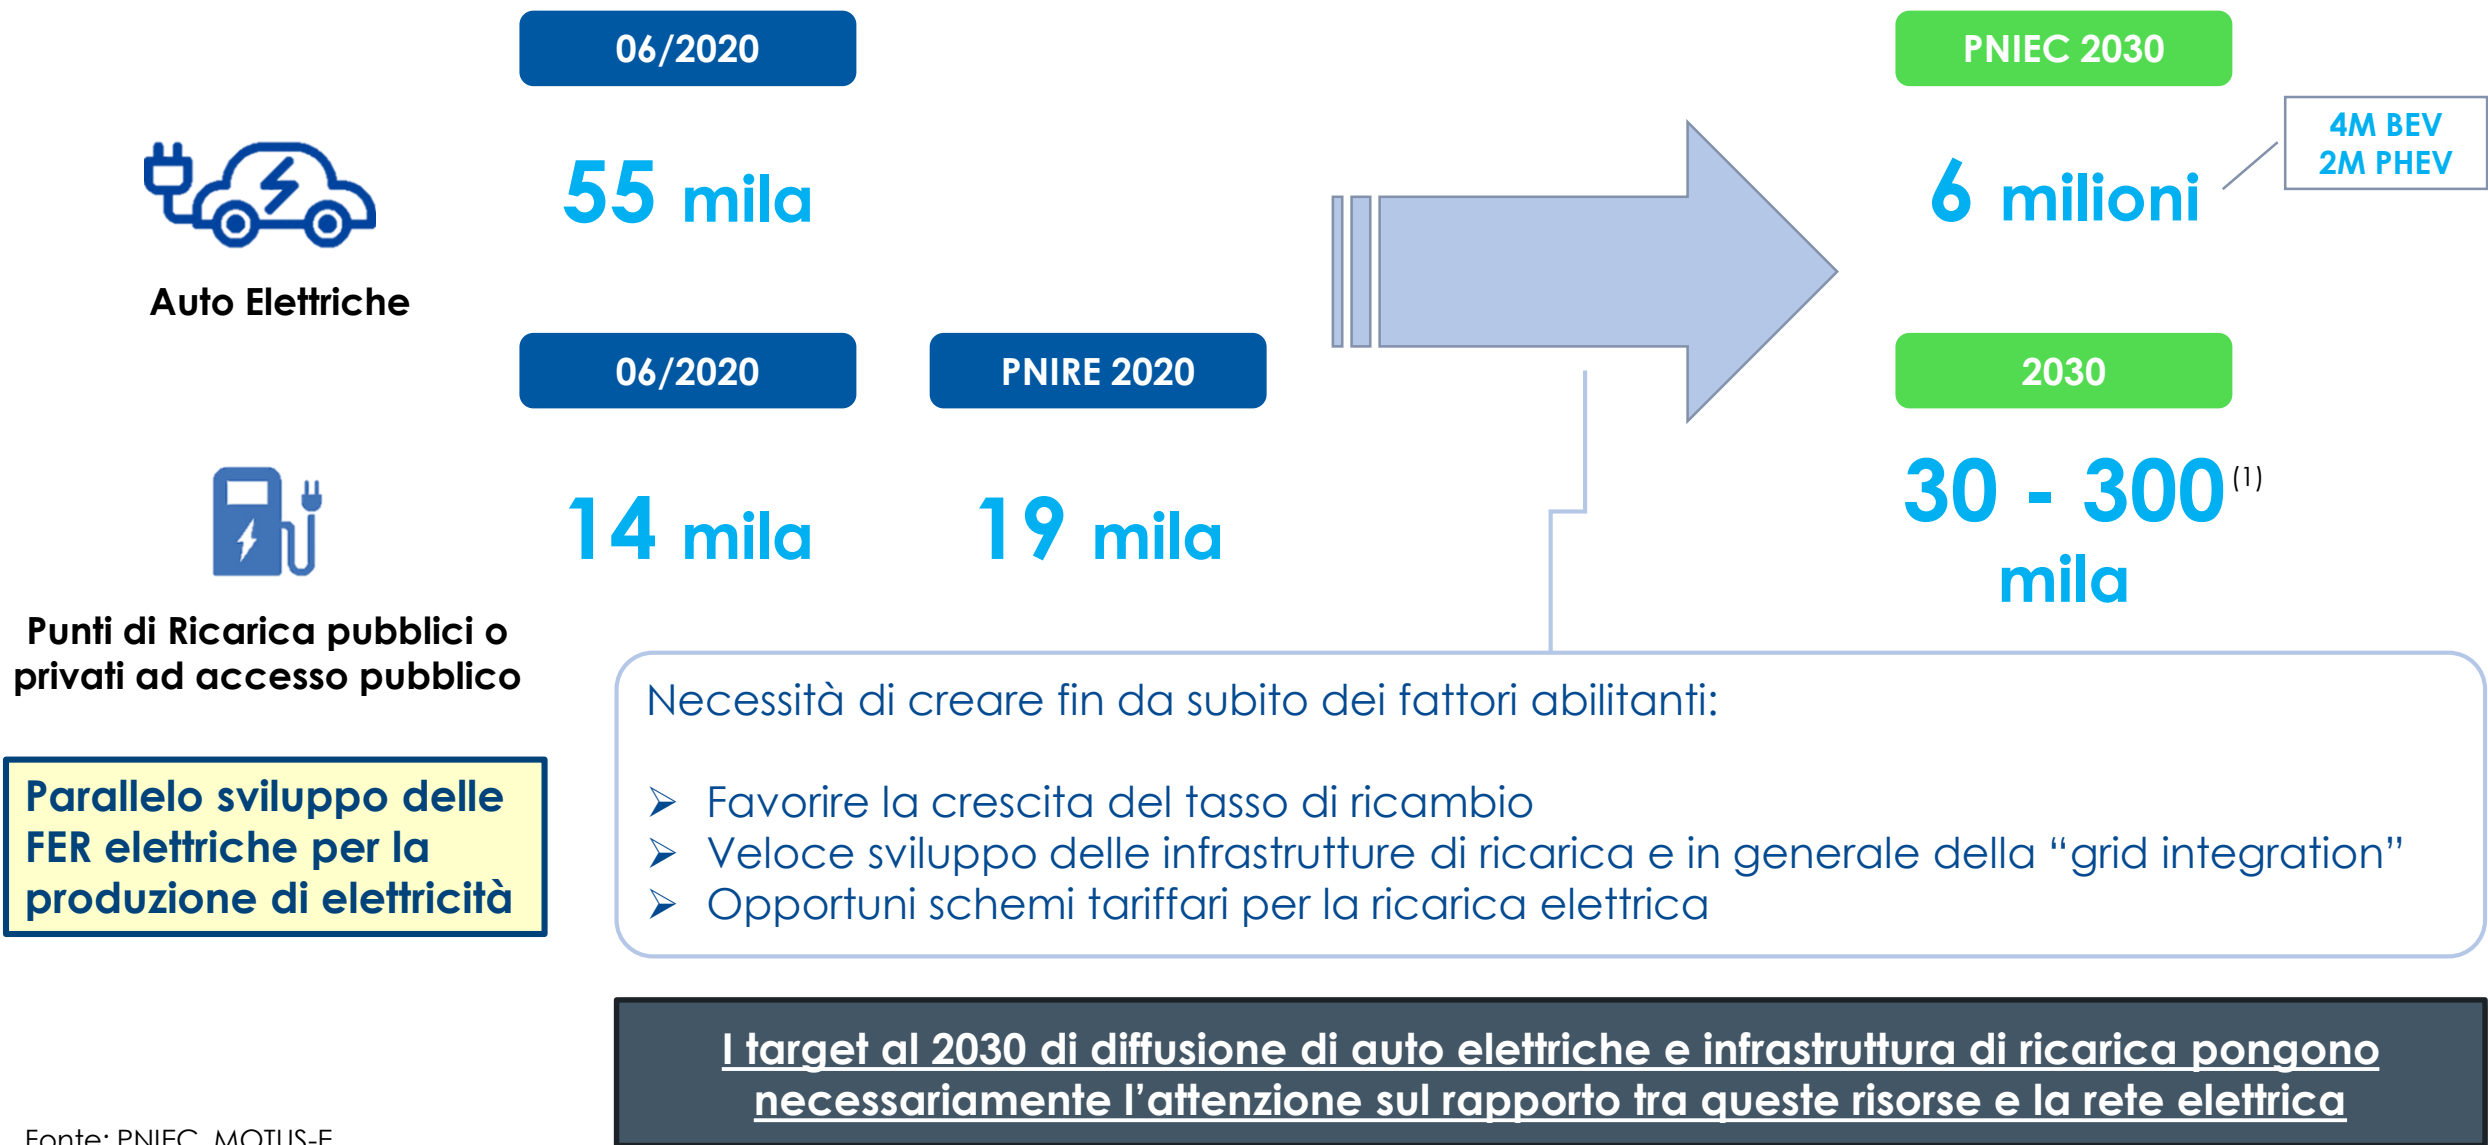 06/2020
PNIEC 2030
4M BEV
2M PHEV
55 mila
6 milioni
Auto Elettriche
06/2020
PNIRE 2020
2030
14 mila
19 mila
30 - 300(1)
mila
Punti di Ricarica pubblici o
privati ad accesso pubblico
Necessità di creare fin da subito dei fattori abilitanti:
➢ Favorire la crescita del tasso di ricambio
➢ Veloce sviluppo delle infrastrutture di ricarica e in generale della “grid integration”
➢ Opportuni schemi tariffari per la ricarica elettrica
Parallelo sviluppo delle
FER elettriche per la
produzione di elettricità
I target al 2030 di diffusione di auto elettriche e infrastruttura di ricarica pongono
necessariamente l’attenzione sul rapporto tra queste risorse e la rete elettrica
Fonte: PNIEC, MOTUS-E